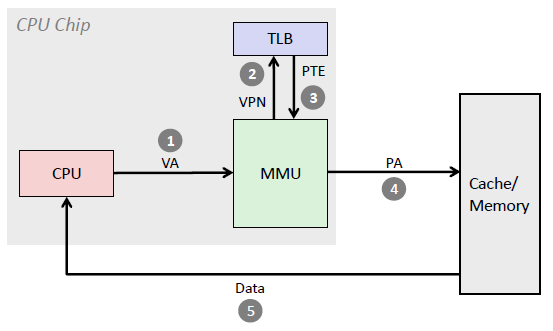 CPU Chip
TLB
2
PTE
VPN
3
1
VA
CPU
MMU
PA
4
Cache/
Memory
Data
5